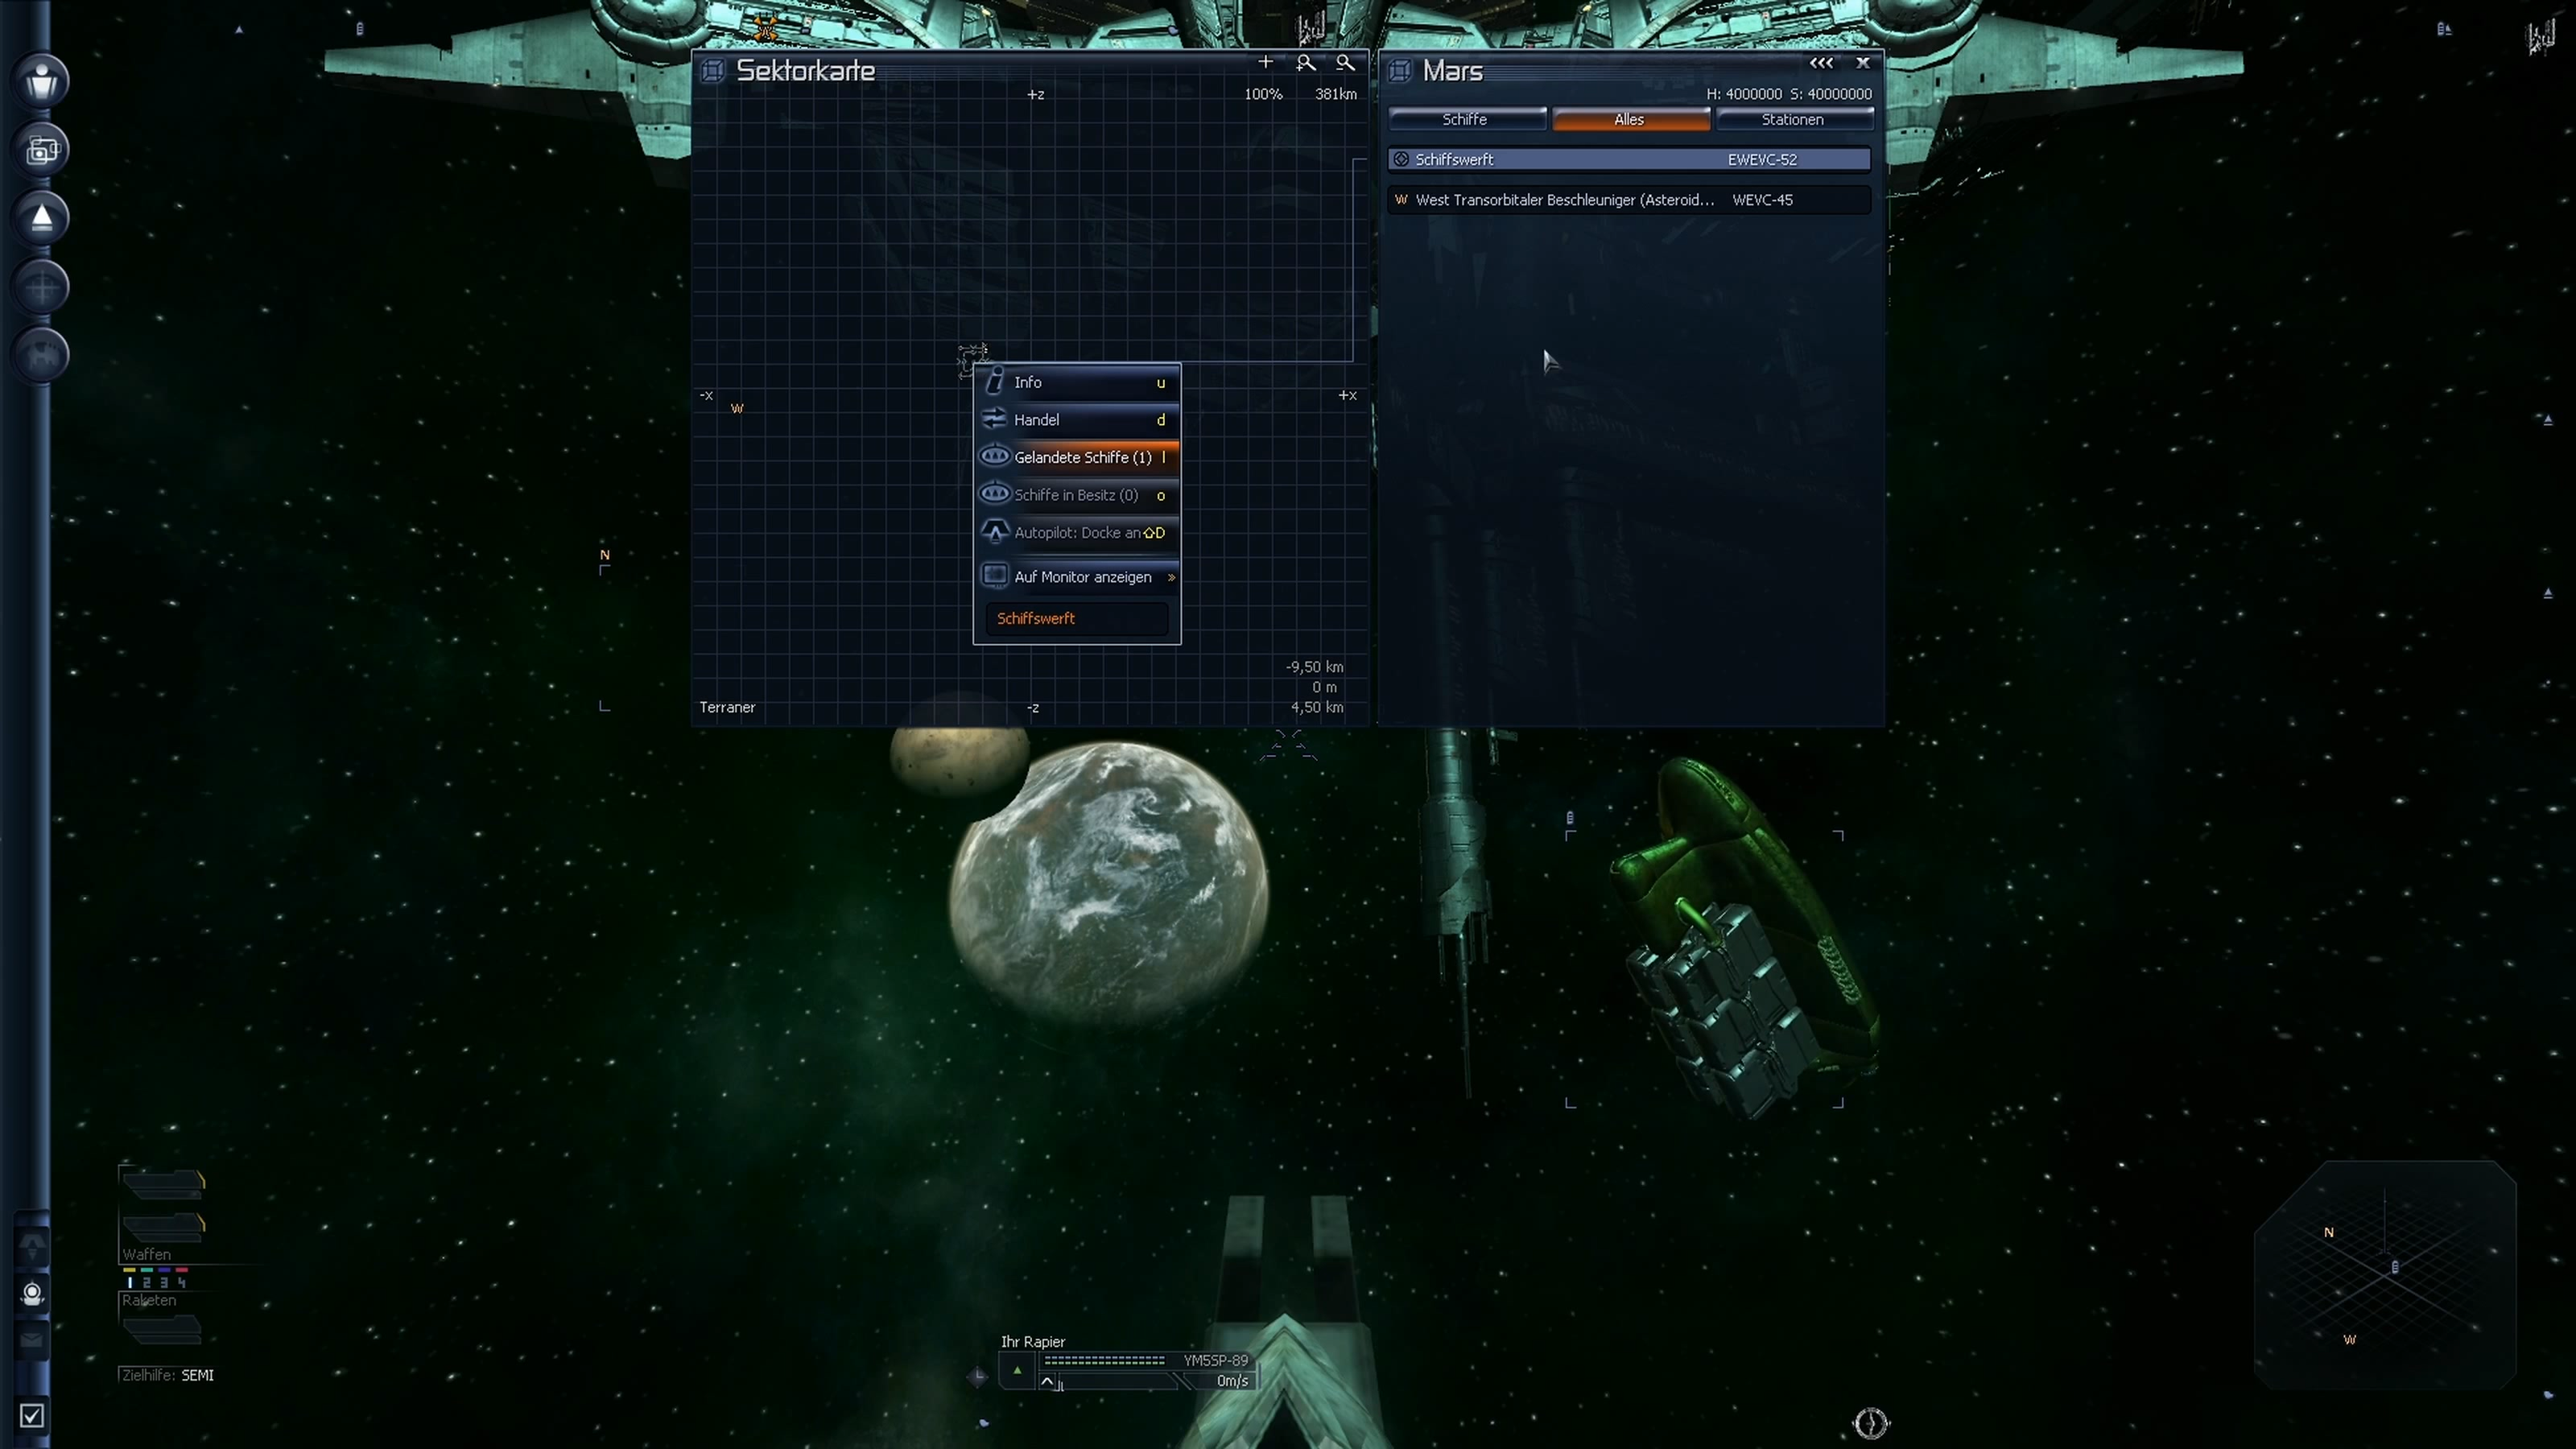 Sektorkarte
+z
100% 381km
-x
+x
W
Info u
Handel d
Gelandete Schiffe (1) l
Schiffe in Besitz (0) o
Autopilot: Docke an D
Auf Monitor anzeigen »
Schiffswerft
-9,50 km
0 m
4,50 km
Terraner
-z
Mars
H: 4000000 S: 40000000
Schiffe Alles Stationen
Schiffswerft EWEVC-52
W West Transorbitaler Beschleuniger (Asteroid... WEVC-45
N
Waffen
1 2 3 4
Raketen
Zielhilfe: SEMI
Ihr Rapier
YM5SP-89
0m/s
N
W